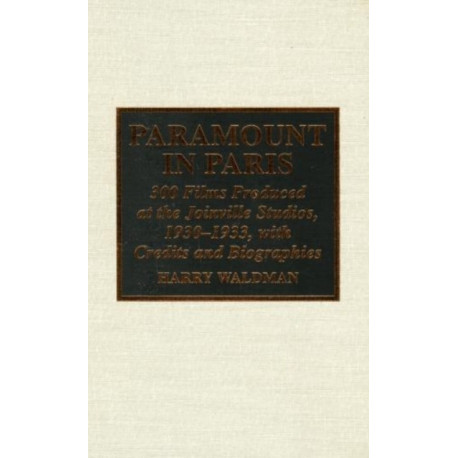 PARAMOUNT
IN PARIS
300 Films Produced
at the Joinville Studios,
1930–1933, with
Credits and Biographies
HARRY WALDMAN